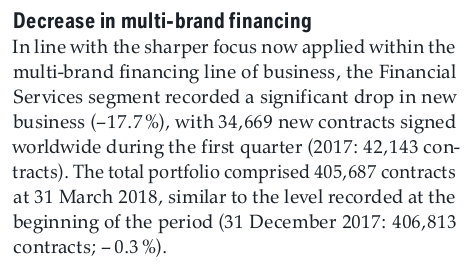 Decrease in multi-brand financing
In line with the sharper focus now applied within the
multi-brand financing line of business, the Financial
Services segment recorded a significant drop in new
business (–17.7 %), with 34,669 new contracts signed
worldwide during the first quarter (2017: 42,143 con-
tracts). The total portfolio comprised 405,687 contracts
at 31 March 2018, similar to the level recorded at the
beginning of the period (31 December 2017: 406,813
contracts; – 0.3 %).